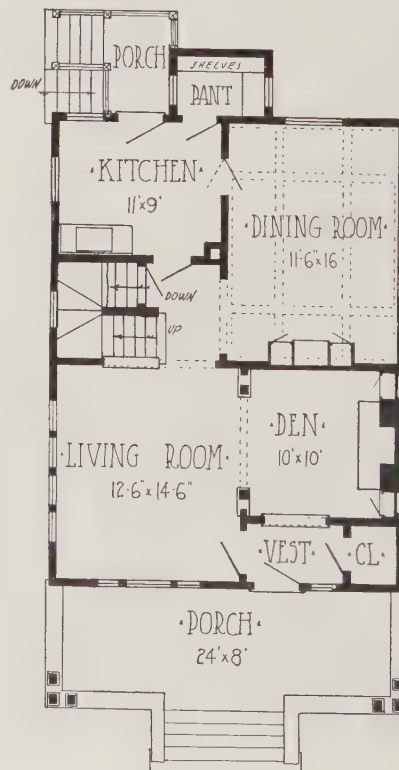 PORCH
SHELVES
DOWN
PANT
·KITCHEN·
11'x9'
·DINING ROOM·
11'-6"x16'
DOWN
UP
·LIVING ROOM·
12'-6"x14'-6"
·DEN·
10'x10'
·VEST·
·CL·
·PORCH·
24'x8'